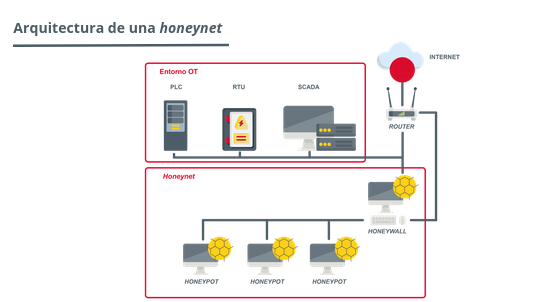 Arquitectura de una honeynet
INTERNET
Entorno OT
PLC
RTU
SCADA
ROUTER
Honeynet
HONEYWALL
HONEYPOT
HONEYPOT
HONEYPOT